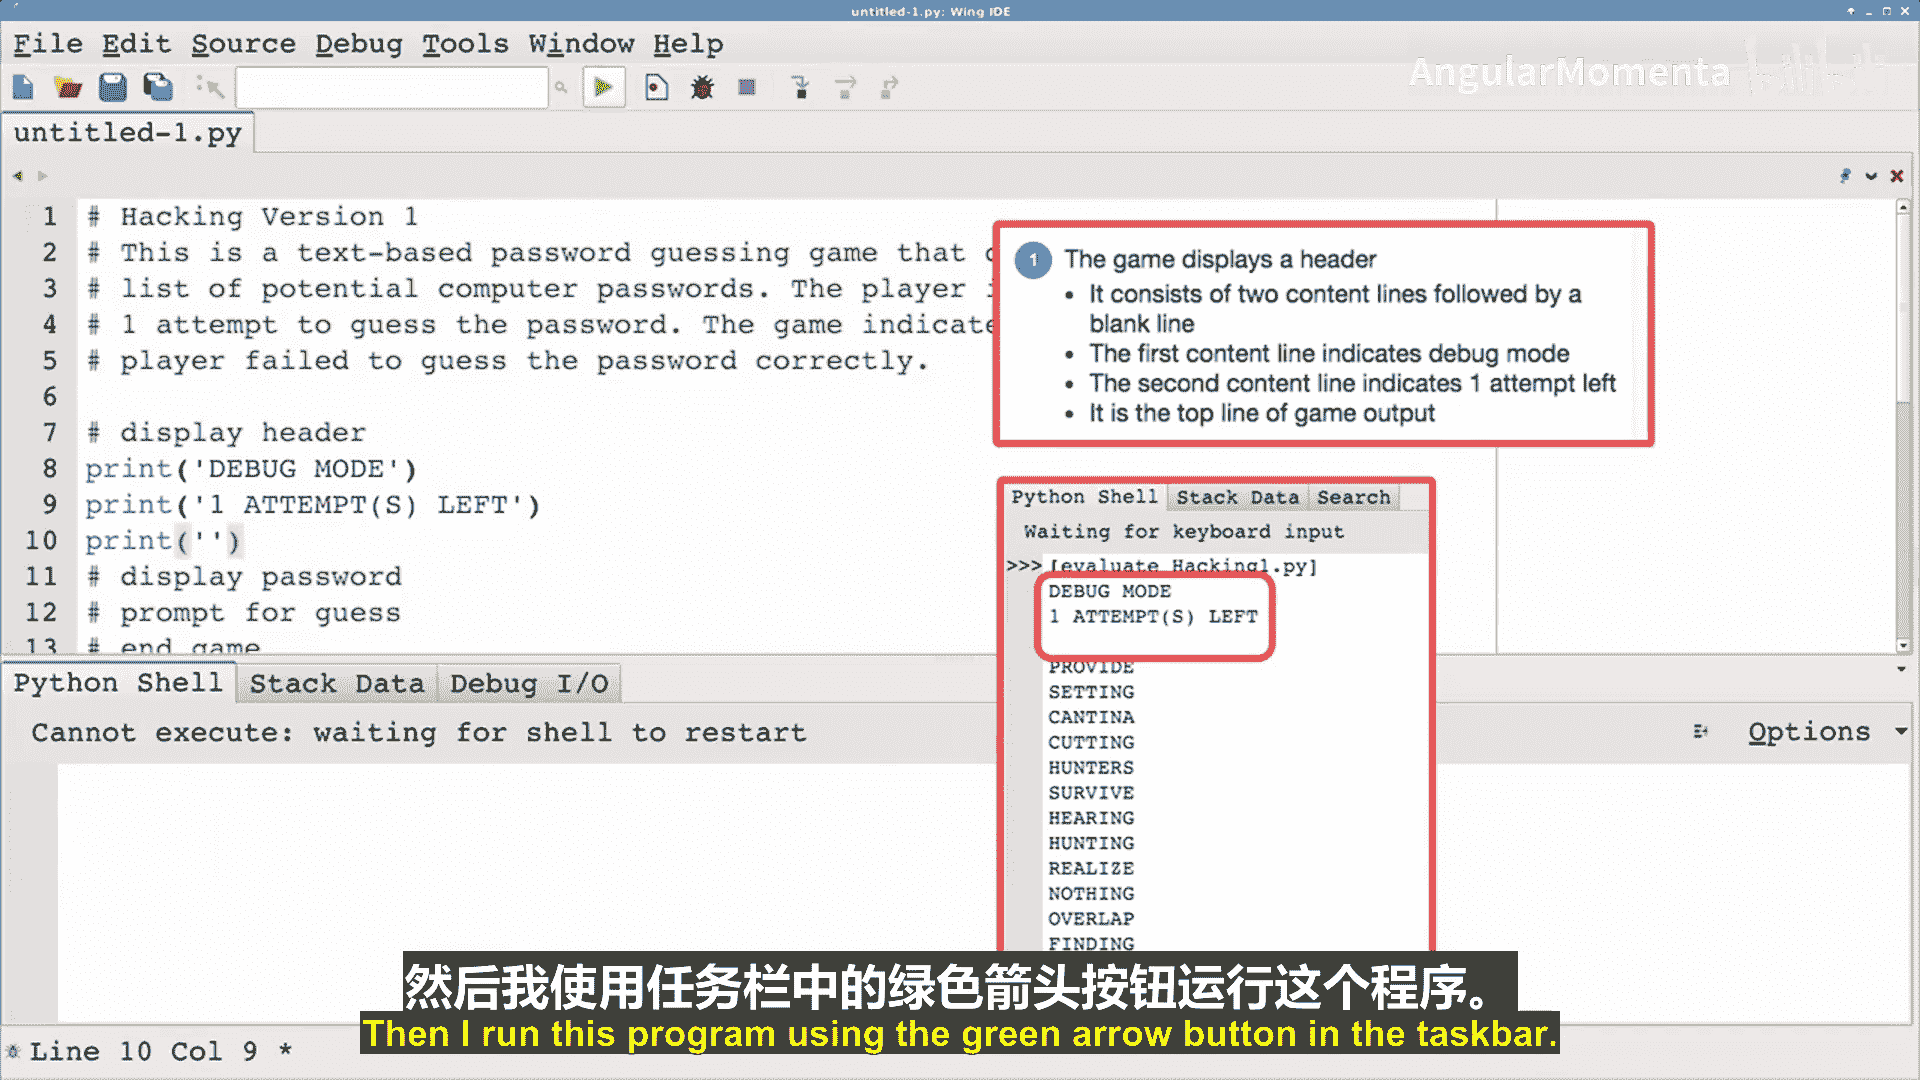 untitled-1.py: Wing IDE
File Edit Source Debug Tools Window Help
AngularMomenta
untitled-1.py
1 # Hacking Version 1
2 # This is a text-based password guessing game that
3 # list of potential computer passwords. The player
4 # 1 attempt to guess the password. The game indicate
5 # player failed to guess the password correctly.
6
7 # display header
8 print('DEBUG MODE')
9 print('1 ATTEMPT(S) LEFT')
10 print('')
11 # display password
12 # prompt for guess
13 # end game
1 The game displays a header
• It consists of two content lines followed by a
blank line
• The first content line indicates debug mode
• The second content line indicates 1 attempt left
• It is the top line of game output
Python Shell Stack Data Search
Waiting for keyboard input
>>> [evaluate Hacking1.py]
DEBUG MODE
1 ATTEMPT(S) LEFT
PROVIDE
SETTING
CANTINA
CUTTING
HUNTERS
SURVIVE
HEARING
HUNTING
REALIZE
NOTHING
OVERLAP
FINDING
Python Shell Stack Data Debug I/O
Cannot execute: waiting for shell to restart
Options
然后我使用任务栏中的绿色箭头按钮运行这个程序。
Then I run this program using the green arrow button in the taskbar.
Line 10 Col 9 *